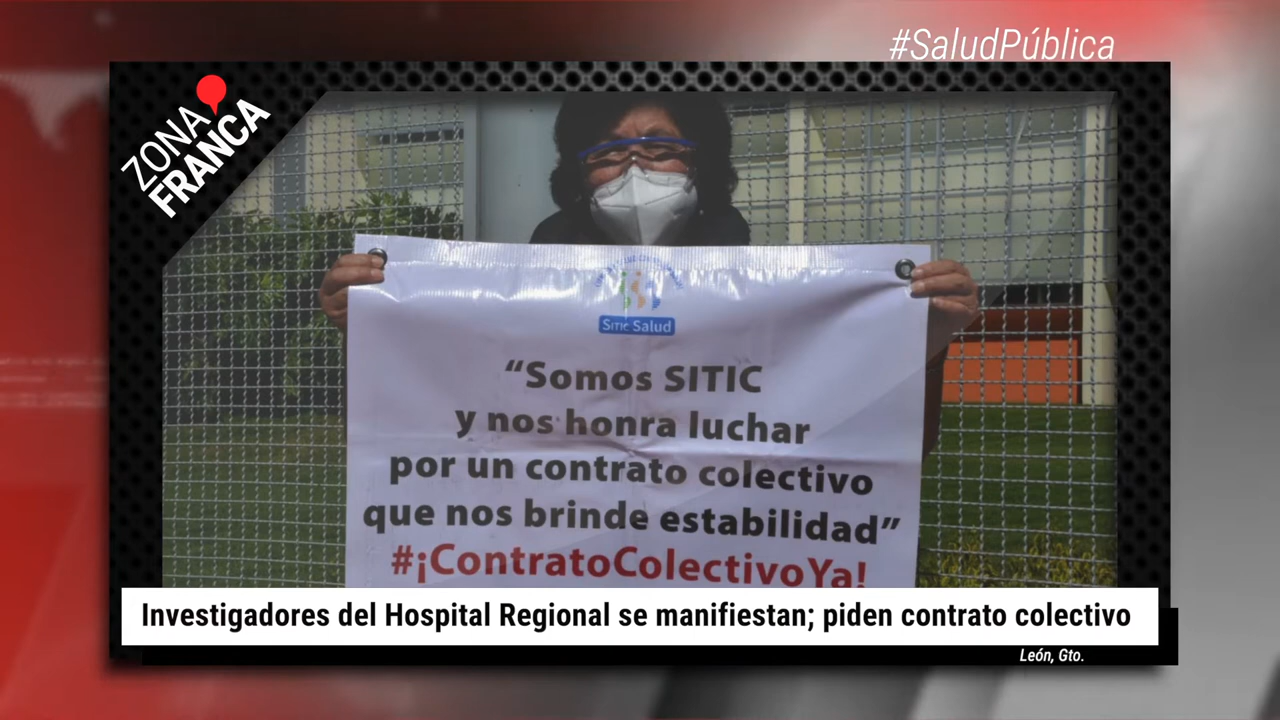 #SaludPública
ZONA
FRANCA
SITIC Salud
“Somos SITIC
y nos honra luchar
por un contrato colectivo
que nos brinde estabilidad”
#¡ContratoColectivoYa!
Investigadores del Hospital Regional se manifiestan; piden contrato colectivo
León, Gto.